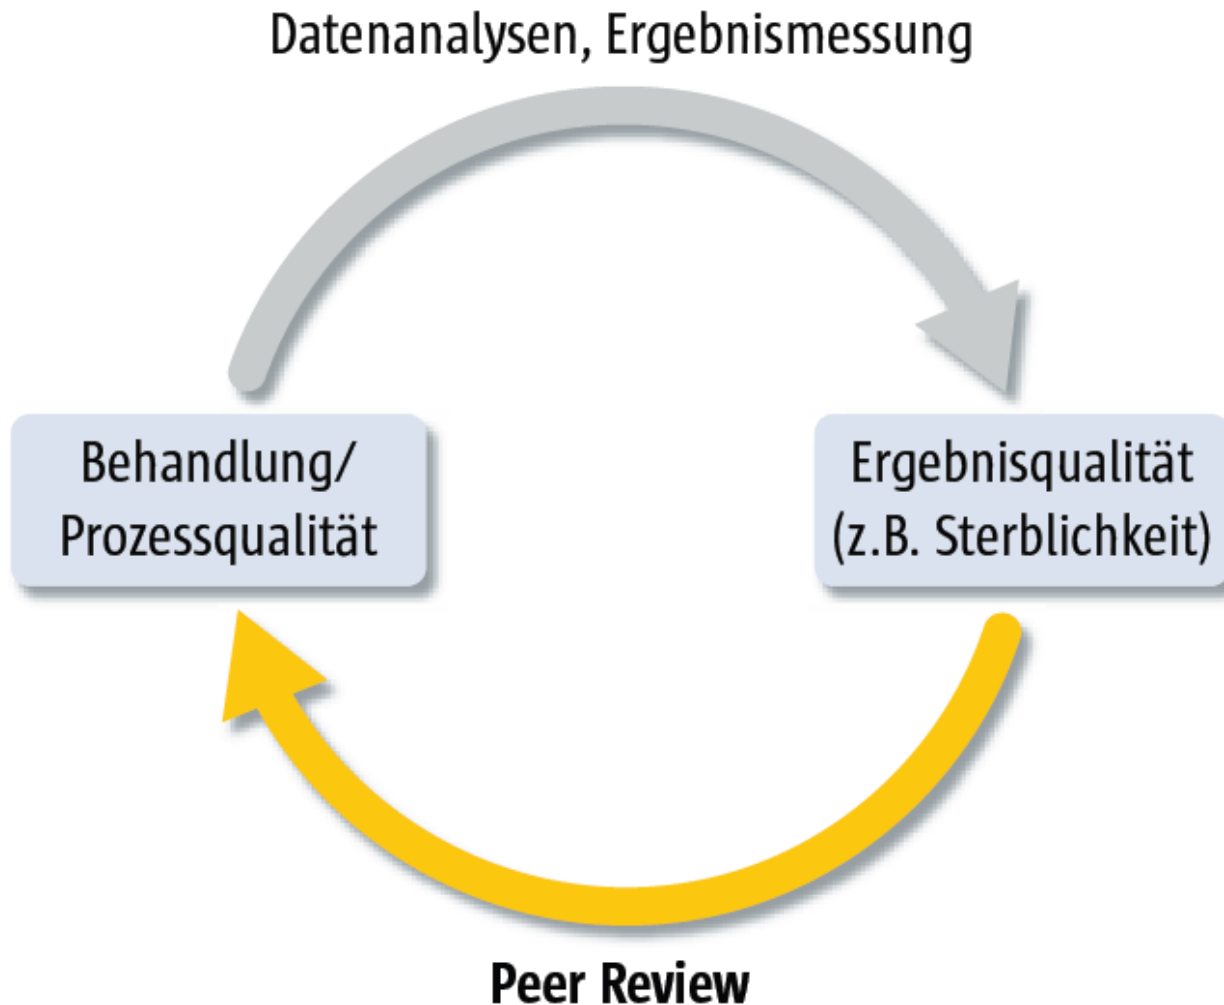 Datenanalysen, Ergebnismessung
Behandlung/
Prozessqualität
Ergebnisqualität
(z.B. Sterblichkeit)
Peer Review